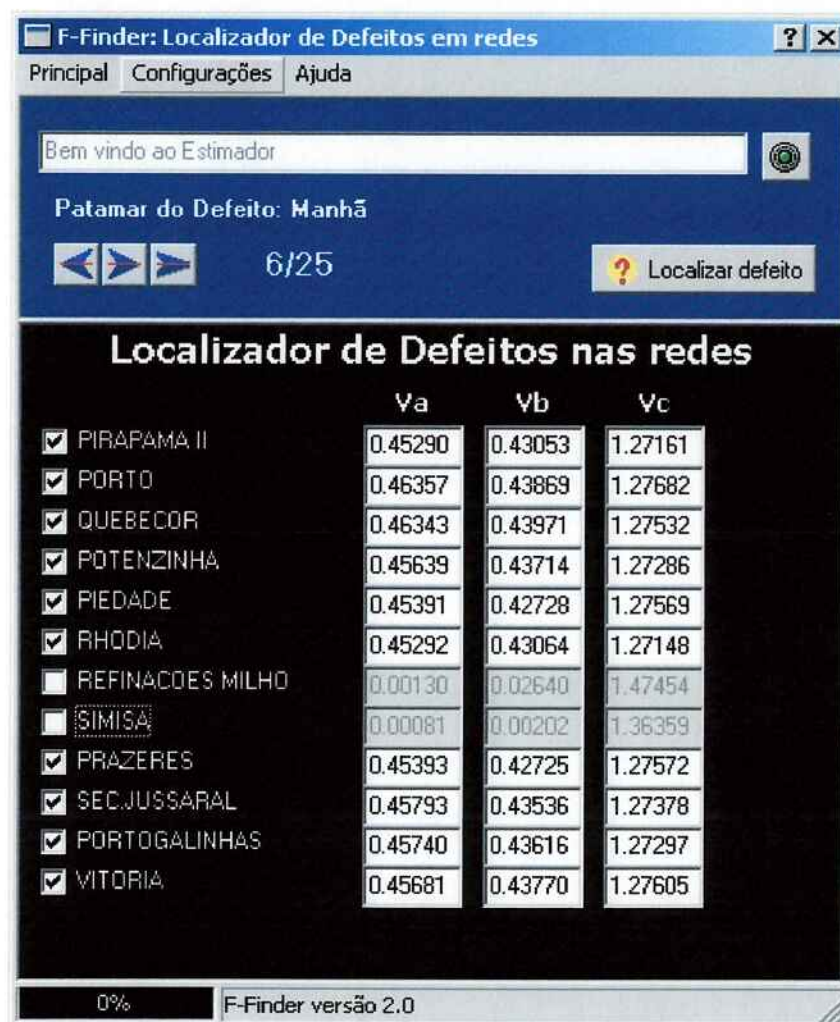 F-Finder: Localizador de Defeitos em redes
Principal Configurações Ajuda
Bem vindo ao Estimador
Patamar do Defeito: Manhã
6/25
? Localizar defeito
Localizador de Defeitos nas redes
Va Vb Vc
PIRAPAMA II 0.45290 0.43053 1.27161
PORTO 0.46357 0.43869 1.27682
QUEBECOR 0.46343 0.43971 1.27532
POTENZINHA 0.45639 0.43714 1.27286
PIEDADE 0.45391 0.42728 1.27569
RHODIA 0.45292 0.43064 1.27148
REFINACOES MILHO 0.00130 0.02640 1.47454
SIMISA 0.00081 0.00202 1.36359
PRAZERES 0.45393 0.42725 1.27572
SEC.JUSSARAL 0.45793 0.43536 1.27378
PORTOGALINHAS 0.45740 0.43616 1.27297
VITORIA 0.45681 0.43770 1.27605
0% F-Finder versão 2.0